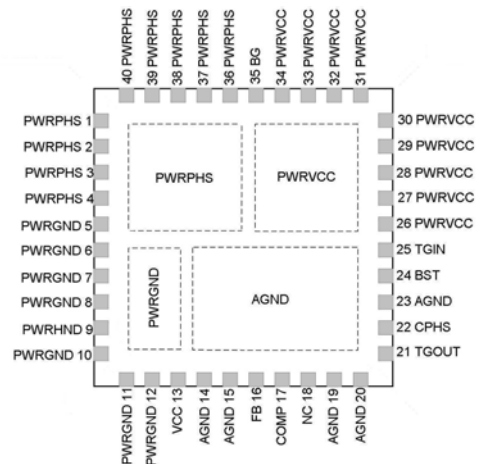 40 PWRPHS
39 PWRPHS
38 PWRPHS
37 PWRPHS
36 PWRPHS
35 BG
34 PWRVCC
33 PWRVCC
32 PWRVCC
31 PWRVCC
PWRPHS 1
PWRPHS 2
PWRPHS 3
PWRPHS 4
PWRGND 5
PWRGND 6
PWRGND 7
PWRGND 8
PWRHND 9
PWRGND 10
PWRPHS
PWRVCC
PWRGND
AGND
30 PWRVCC
29 PWRVCC
28 PWRVCC
27 PWRVCC
26 PWRVCC
25 TGIN
24 BST
23 AGND
22 CPHS
21 TGOUT
PWRGND 11
PWRGND 12
VCC 13
AGND 14
AGND 15
FB 16
COMP 17
NC 18
AGND 19
AGND 20